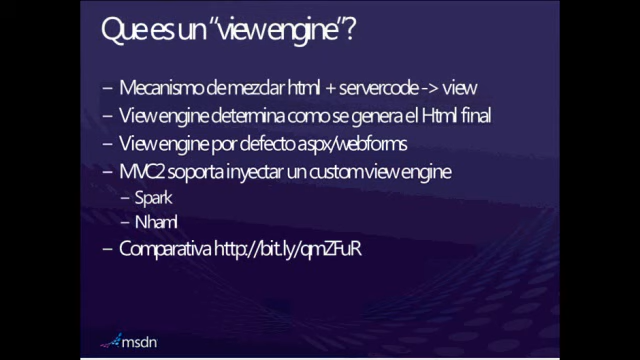 Que es un "view engine"?
– Mecanismo de mezclar html + servercode -> view
– View engine determina como se genera el Html final
– View engine por defecto aspx/webforms
– MVC2 soporta inyectar un custom view engine
– Spark
– Nhaml
– Comparativa http://bit.ly/qmZFuR
msdn